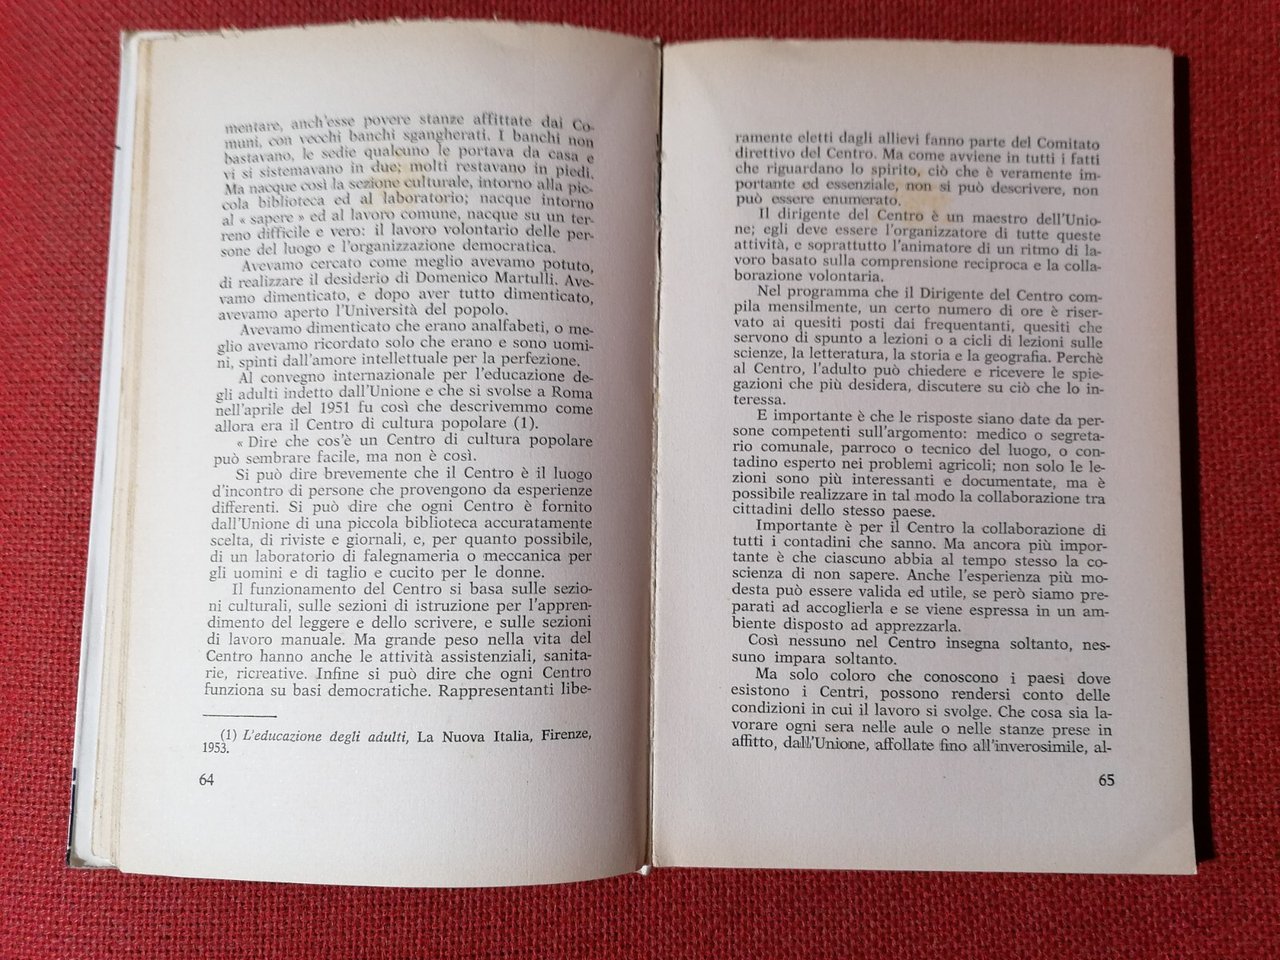 mentare, anch'esse povere stanze affittate dai Co-
muni, con vecchi banchi sgangherati. I banchi non
bastavano, le sedie qualcuno le portava da casa e
vi si sistemavano in due; molti restavano in piedi.
Ma nacque così la sezione culturale, intorno alla pic-
cola biblioteca ed al laboratorio; nacque intorno
al « sapere » ed al lavoro comune, nacque su un ter-
reno difficile e vero: il lavoro volontario delle per-
sone del luogo e l'organizzazione democratica.
Avevamo cercato come meglio avevamo potuto,
di realizzare il desiderio di Domenico Martulli. Ave-
vamo dimenticato, e dopo aver tutto dimenticato,
avevamo aperto l'Università del popolo.
Avevamo dimenticato che erano analfabeti, o me-
glio avevamo ricordato solo che erano e sono uomi-
ni, spinti dall'amore intellettuale per la perfezione.
Al convegno internazionale per l'educazione de-
gli adulti indetto dall'Unione e che si svolse a Roma
nell'aprile del 1951 fu così che descrivemmo come
allora era il Centro di cultura popolare (1).
« Dire che cos'è un Centro di cultura popolare
può sembrare facile, ma non è così.
Si può dire brevemente che il Centro è il luogo
d'incontro di persone che provengono da esperienze
differenti. Si può dire che ogni Centro è fornito
dall'Unione di una piccola biblioteca accuratamente
scelta, di riviste e giornali, e, per quanto possibile,
di un laboratorio di falegnameria o meccanica per
gli uomini e di taglio e cucito per le donne.
Il funzionamento del Centro si basa sulle sezio-
ni culturali, sulle sezioni di istruzione per l'appren-
dimento del leggere e dello scrivere, e sulle sezioni
di lavoro manuale. Ma grande peso nella vita del
Centro hanno anche le attività assistenziali, sanita-
rie, ricreative. Infine si può dire che ogni Centro
funziona su basi democratiche. Rappresentanti libe-
(1) L'educazione degli adulti, La Nuova Italia, Firenze,
1953.
64
ramente eletti dagli allievi fanno parte del Comitato
direttivo del Centro. Ma come avviene in tutti i fatti
che riguardano lo spirito, ciò che è veramente im-
portante ed essenziale, non si può descrivere, non
può essere enumerato.
Il dirigente del Centro è un maestro dell'Unio-
ne; egli deve essere l'organizzatore di tutte queste
attività, e soprattutto l'animatore di un ritmo di la-
voro basato sulla comprensione reciproca e la colla-
borazione volontaria.
Nel programma che il Dirigente del Centro com-
pila mensilmente, un certo numero di ore è riser-
vato ai quesiti posti dai frequentanti, quesiti che
servono di spunto a lezioni o a cicli di lezioni sulle
scienze, la letteratura, la storia e la geografia. Perchè
al Centro, l'adulto può chiedere e ricevere le spie-
gazioni che più desidera, discutere su ciò che lo in-
teressa.
E importante è che le risposte siano date da per-
sone competenti sull'argomento: medico o segreta-
rio comunale, parroco o tecnico del luogo, o con-
tadino esperto nei problemi agricoli; non solo le le-
zioni sono più interessanti e documentate, ma è
possibile realizzare in tal modo la collaborazione tra
cittadini dello stesso paese.
Importante è per il Centro la collaborazione di
tutti i contadini che sanno. Ma ancora più impor-
tante è che ciascuno abbia al tempo stesso la co-
scienza di non sapere. Anche l'esperienza più mo-
desta può essere valida ed utile, se però siamo pre-
parati ad accoglierla e se viene espressa in un am-
biente disposto ad apprezzarla.
Così nessuno nel Centro insegna soltanto, nes-
suno impara soltanto.
Ma solo coloro che conoscono i paesi dove
esistono i Centri, possono rendersi conto delle
condizioni in cui il lavoro si svolge. Che cosa sia la-
vorare ogni sera nelle aule o nelle stanze prese in
affitto, dall'Unione, affollate fino all'inverosimile, al-
65